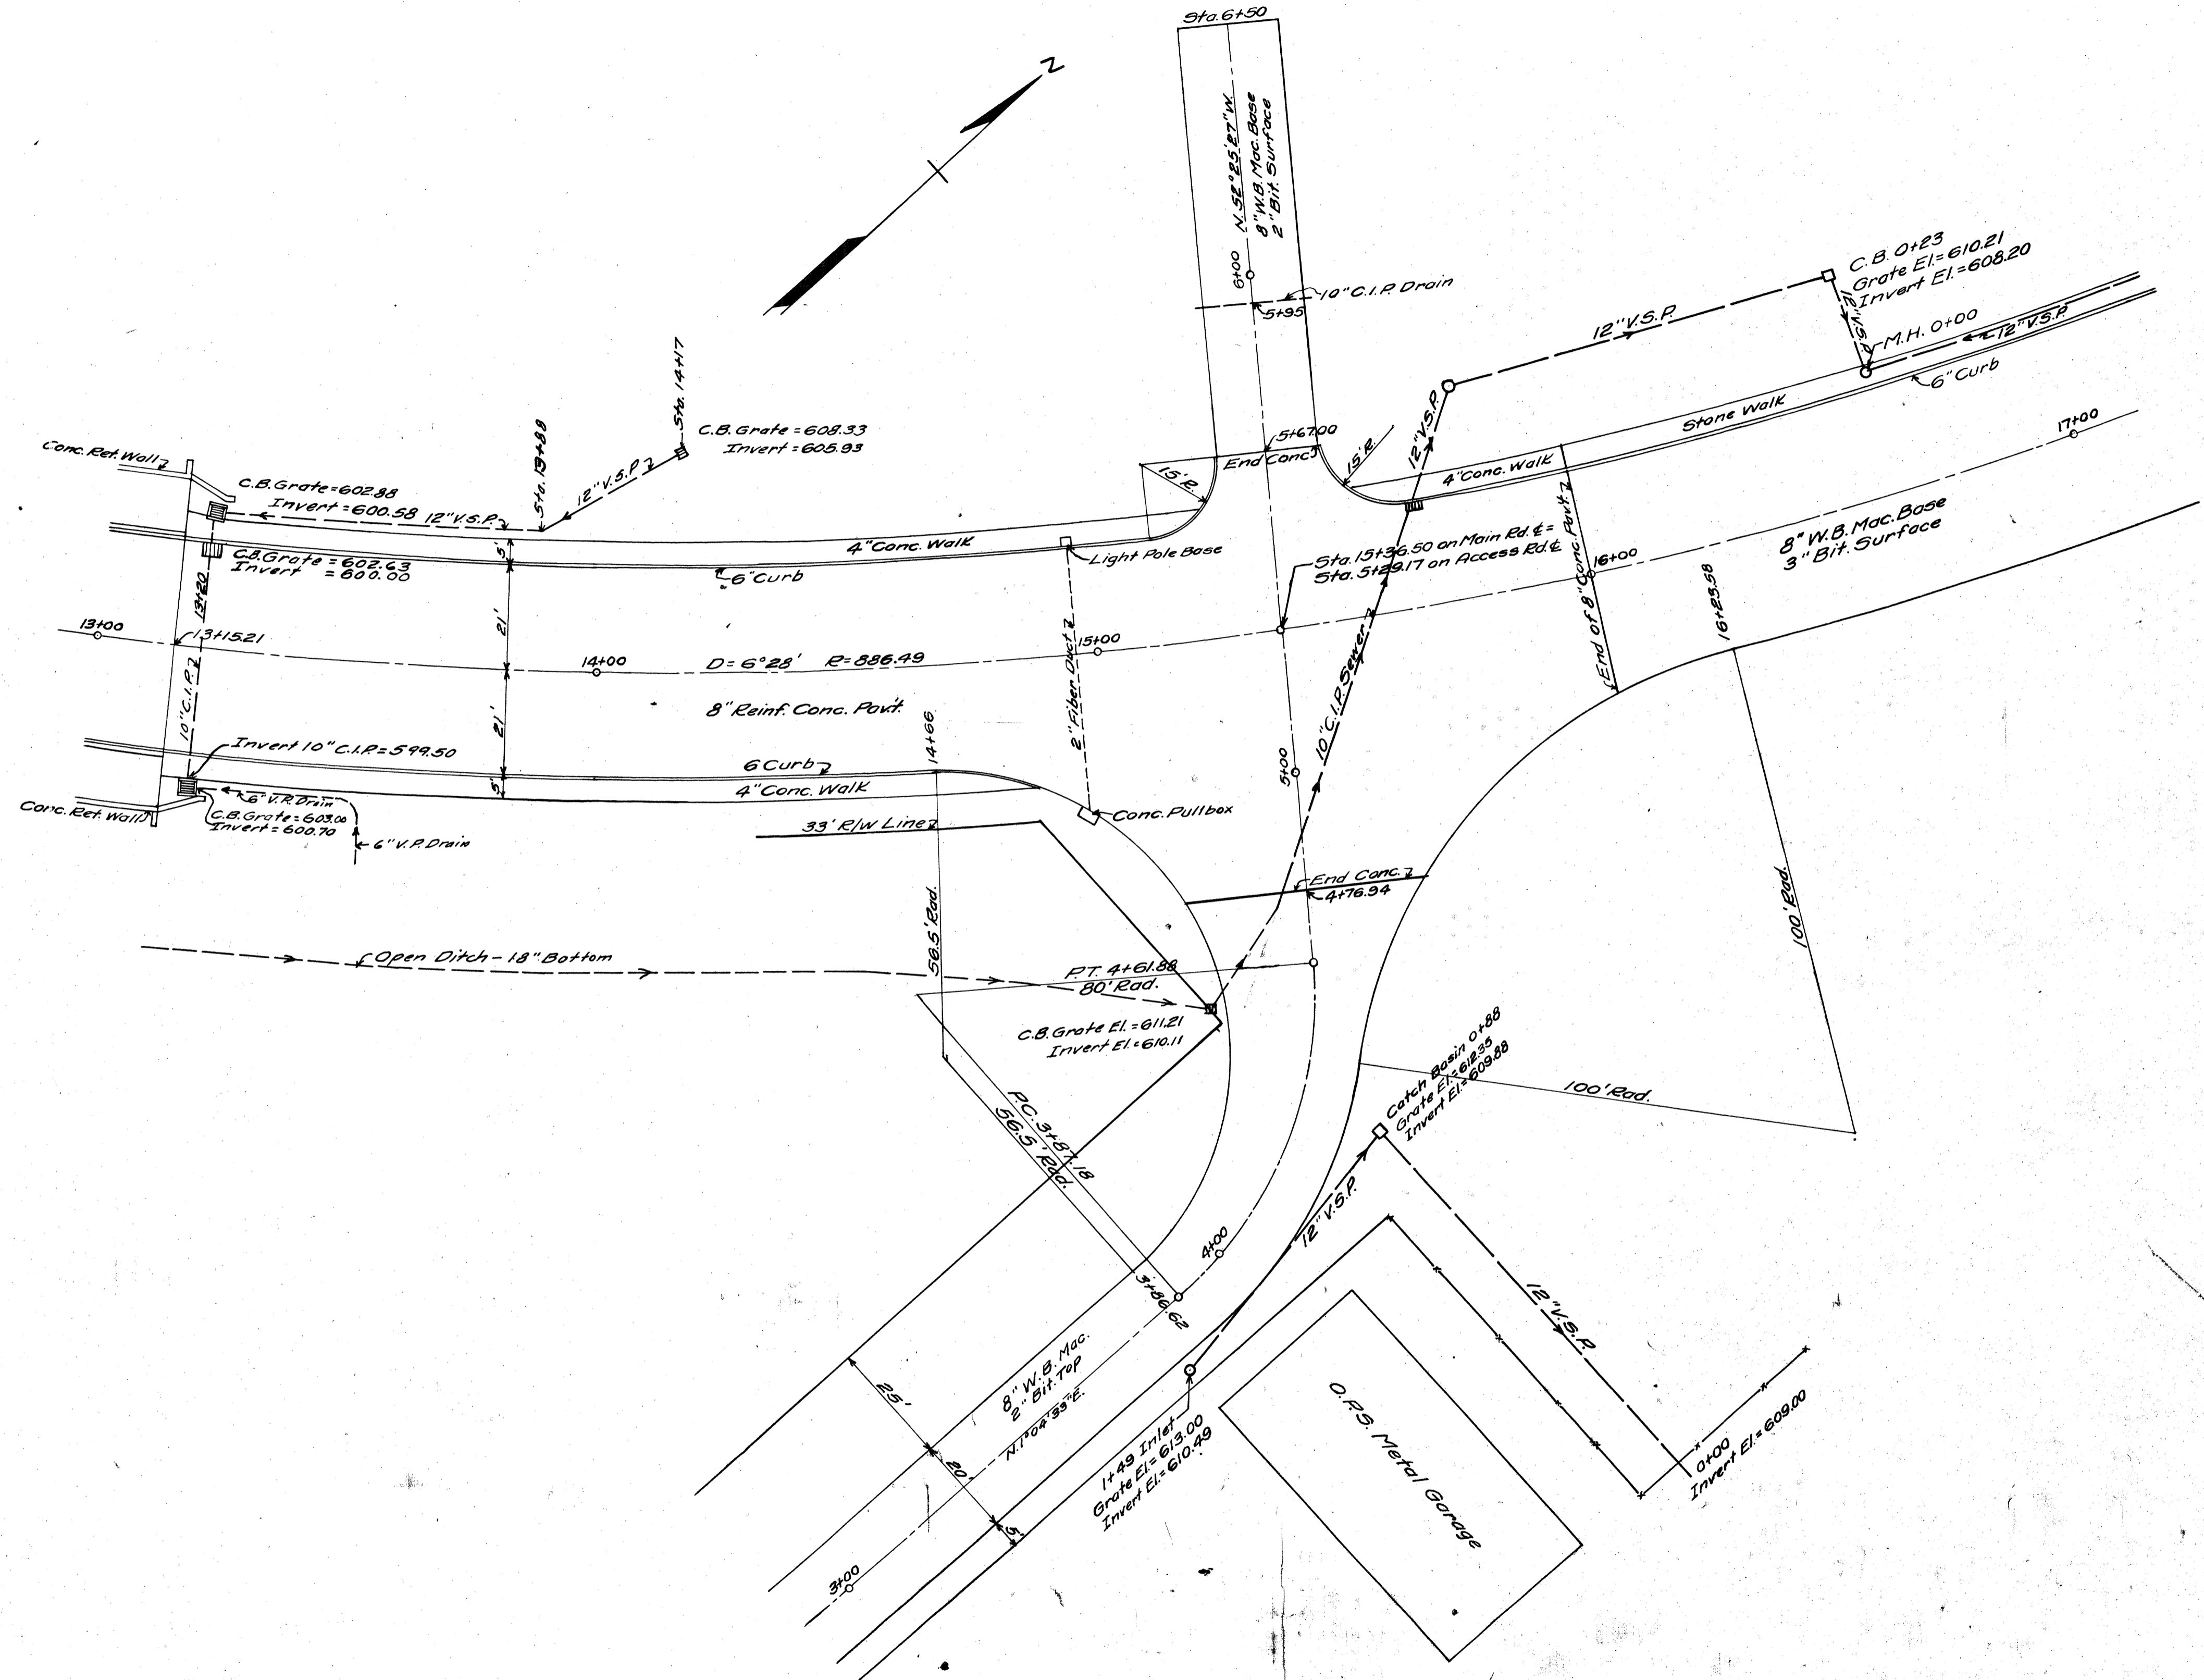 Sta. 6+50
N
N. 52° 25' 27" W.
8" W.B. Mac. Base
2" Bit. Surface
6+00
10" C.I.P. Drain
5+95
C.B. 0+23
Grate El. = 610.21
Invert El. = 608.20
12" V.S.P.
12" V.S.P.
M.H. 0+00
12" V.S.P.
6" Curb
Stone Walk
17+00
Sta. 14+17
C.B. Grate = 608.33
Invert = 605.93
Sta. 13+88
12" V.S.P.
Conc. Ret. Wall
C.B. Grate = 602.88
Invert = 600.58
12" V.S.P.
5+67.00
End Conc.
15' R.
15' R.
12" V.S.P.
4" Conc. Walk
5'
4" Conc. Walk
Light Pole Base
6" Curb
C.B. Grate = 602.63
Invert = 600.00
13+20
Sta. 15+36.50 on Main Rd. ℄ =
Sta. 5+29.17 on Access Rd. ℄
End of 8" Conc. Pav't.
16+00
8" W.B. Mac. Base
3" Bit. Surface
16+23.58
13+00
13+15.21
21'
14+00
D = 6° 28'   R = 886.49
15+00
2" Fiber Duct
10" C.I.P. Sewer
10" C.I.P.
21'
8" Reinf. Conc. Pav't.
14+66
5+00
Invert 10" C.I.P. = 599.50
6 Curb
4" Conc. Walk
5'
Conc. Ret. Wall
6" V.P. Drain
C.B. Grate = 603.00
Invert = 600.70
6" V.P. Drain
Conc. Pullbox
33' R/W Line
End Conc.
4+76.94
100' Rad.
56.5' Rad.
Open Ditch - 18" Bottom
P.T. 4+61.88
80' Rad.
C.B. Grate El. = 611.21
Invert El. = 610.11
P.C. 3+87.18
56.5' Rad.
Catch Basin 0+88
Grate El. = 612.35
Invert El. = 609.88
100' Rad.
12" V.S.P.
4+00
3+86.62
12" V.S.P.
8" W.B. Mac.
2" Bit. Top
N. 1° 04' 33" E.
25'
20'
5'
3+00
1+49 Inlet
Grate El. = 613.00
Invert El. = 610.49
O.P.S. Metal Garage
0+00
Invert El. = 609.00